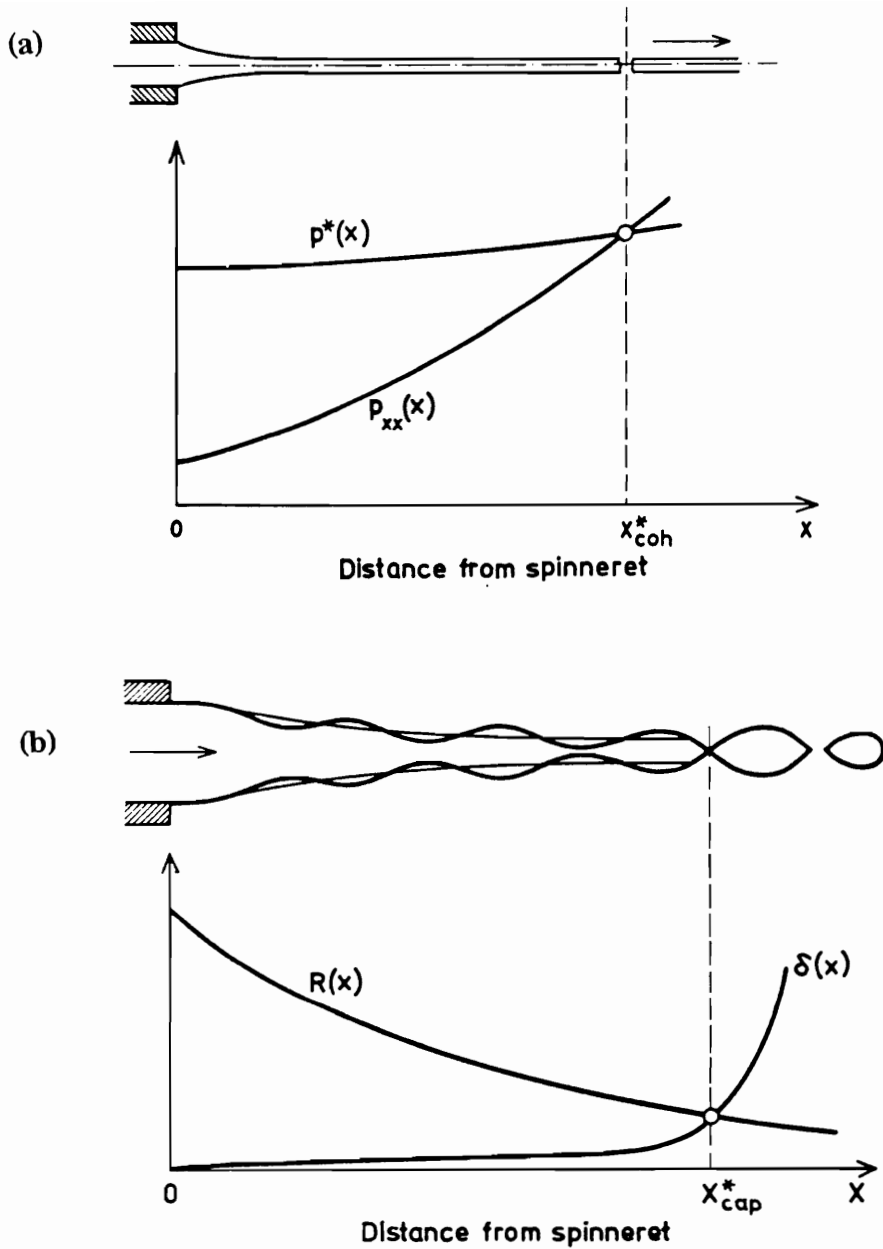 (a)
p*(x)
pxx(x)
0
x*coh
x
Distance from spinneret
(b)
R(x)
δ(x)
0
x*cap
x
Distance from spinneret